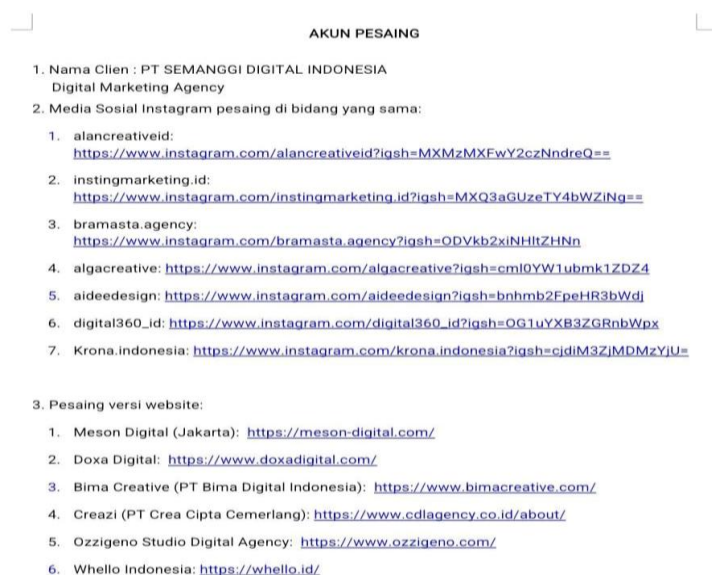 AKUN PESAING
1. Nama Clien : PT SEMANGGI DIGITAL INDONESIA
Digital Marketing Agency
2. Media Sosial Instagram pesaing di bidang yang sama:
1. alancreativeid:
https://www.instagram.com/alancreativeid?igsh=MXMzMXFwY2czNndreQ==
2. instingmarketing.id:
https://www.instagram.com/instingmarketing.id?igsh=MXQ3aGUzeTY4bWZiNg==
3. bramasta.agency:
https://www.instagram.com/bramasta.agency?igsh=ODVkb2xiNHltZHNn
4. algacreative: https://www.instagram.com/algacreative?igsh=cml0YW1ubmk1ZDZ4
5. aideedesign: https://www.instagram.com/aideedesign?igsh=bnhmb2FpeHR3bWdj
6. digital360_id: https://www.instagram.com/digital360_id?igsh=OG1uYXB3ZGRnbWpx
7. Krona.indonesia: https://www.instagram.com/krona.indonesia?igsh=cjdiM3ZjMDMzYjU=
3. Pesaing versi website:
1. Meson Digital (Jakarta): https://meson-digital.com/
2. Doxa Digital: https://www.doxadigital.com/
3. Bima Creative (PT Bima Digital Indonesia): https://www.bimacreative.com/
4. Creazi (PT Crea Cipta Cemerlang): https://www.cdlagency.co.id/about/
5. Ozzigeno Studio Digital Agency: https://www.ozzigeno.com/
6. Whello Indonesia: https://whello.id/